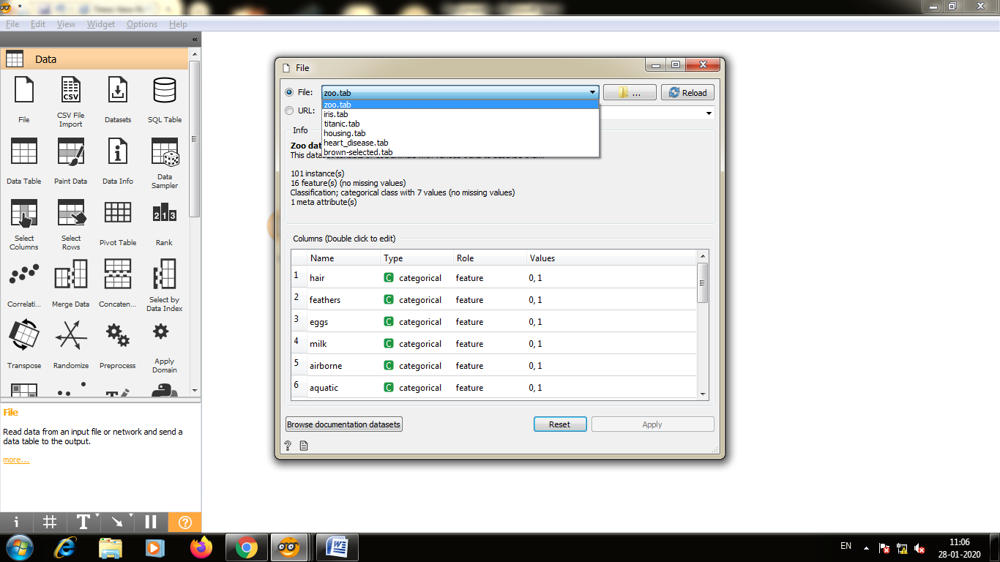 *
File Edit View Widget Options Help
«
Data
File
CSV File Import
Datasets
SQL Table
Data Table
Paint Data
Data Info
Data Sampler
Select Columns
Select Rows
Pivot Table
Rank
Correlati...
Merge Data
Concaten...
Select by Data Index
Transpose
Randomize
Preprocess
Apply Domain
File
Read data from an input file or network and send a
data table to the output.
more...
File
File: zoo.tab ... Reload
zoo.tab
iris.tab
titanic.tab
housing.tab
heart_disease.tab
brown-selected.tab
URL:
Info
Zoo dat
This datas
101 instance(s)
16 feature(s) (no missing values)
Classification; categorical class with 7 values (no missing values)
1 meta attribute(s)
Columns (Double click to edit)
Name Type Role Values
1 hair C categorical feature 0, 1
2 feathers C categorical feature 0, 1
3 eggs C categorical feature 0, 1
4 milk C categorical feature 0, 1
5 airborne C categorical feature 0, 1
6 aquatic C categorical feature 0, 1
Browse documentation datasets Reset Apply
?
EN 11:06
28-01-2020